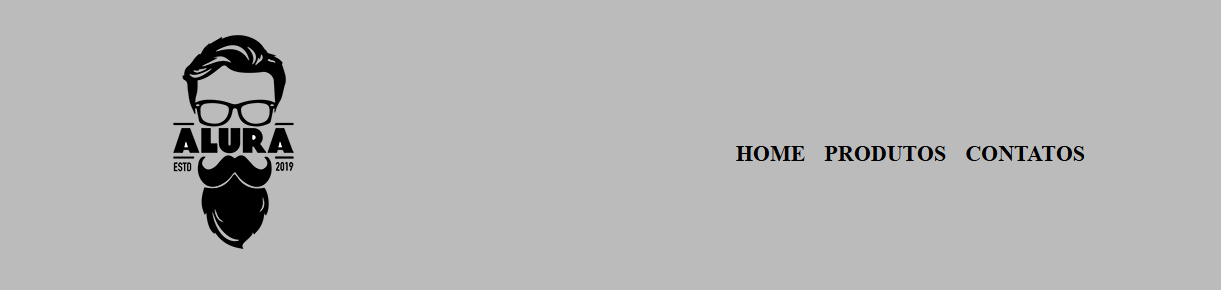 ALURA
ESTD 2019
HOME PRODUTOS CONTATOS